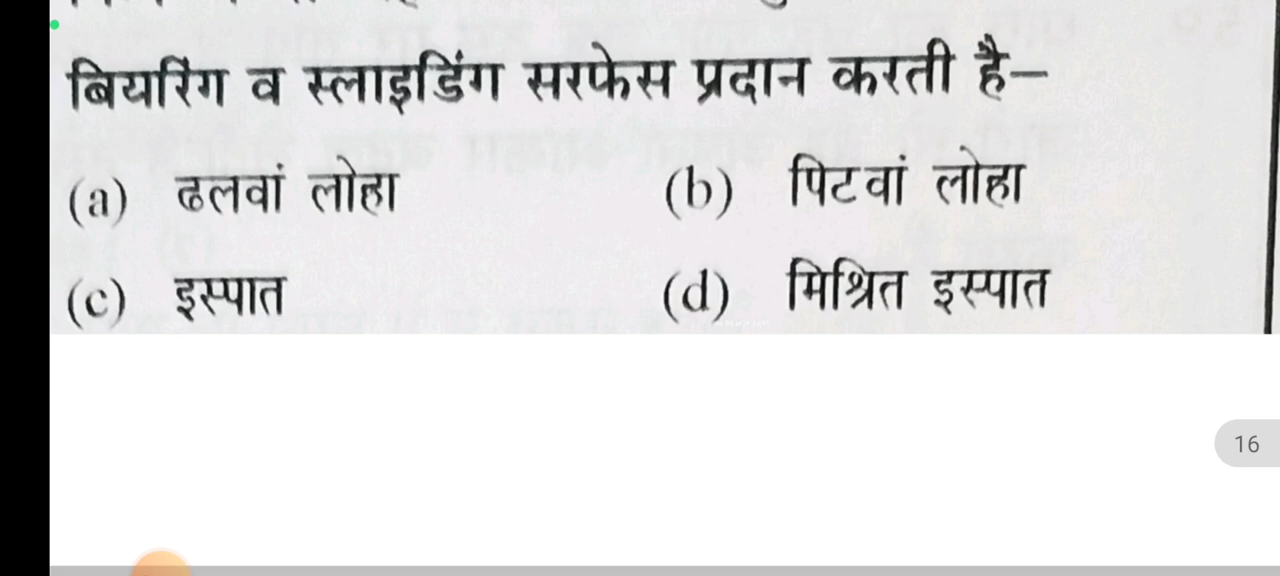 बियरिंग व स्लाइडिंग सरफेस प्रदान करती है–
(a) ढलवां लोहा (b) पिटवां लोहा
(c) इस्पात (d) मिश्रित इस्पात
16